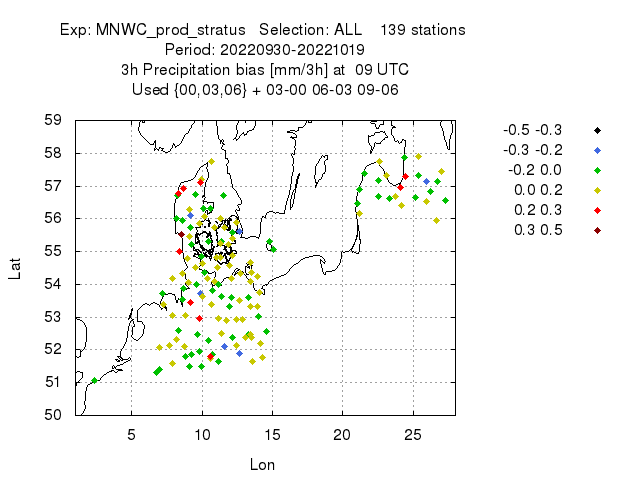 Exp: MNWC_prod_stratus Selection: ALL 139 stations
Period: 20220930-20221019
3h Precipitation bias [mm/3h] at 09 UTC
Used {00,03,06} + 03-00 06-03 09-06
59
58
57
56
55
54
53
52
51
50
Lat
5 10 15 20 25
Lon
-0.5 -0.3
-0.3 -0.2
-0.2 0.0
0.0 0.2
0.2 0.3
0.3 0.5